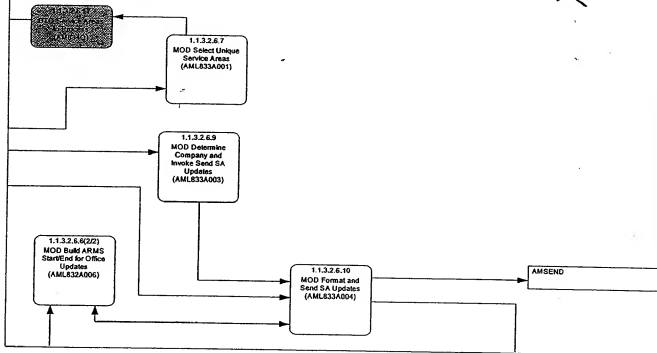 1.1.3.2.6.7
MOD Select Unique
Service Areas
(AML833A001)
1.1.3.2.6.9
MOD Determine
Company and
Invoke Send SA
Updates
(AML833A003)
1.1.3.2.6.6(2/2)
MOD Build ARMS
Start/End for Office
Updates
(AML832A006)
1.1.3.2.6.10
MOD Format and
Send SA Updates
(AML833A004)
AMSEND